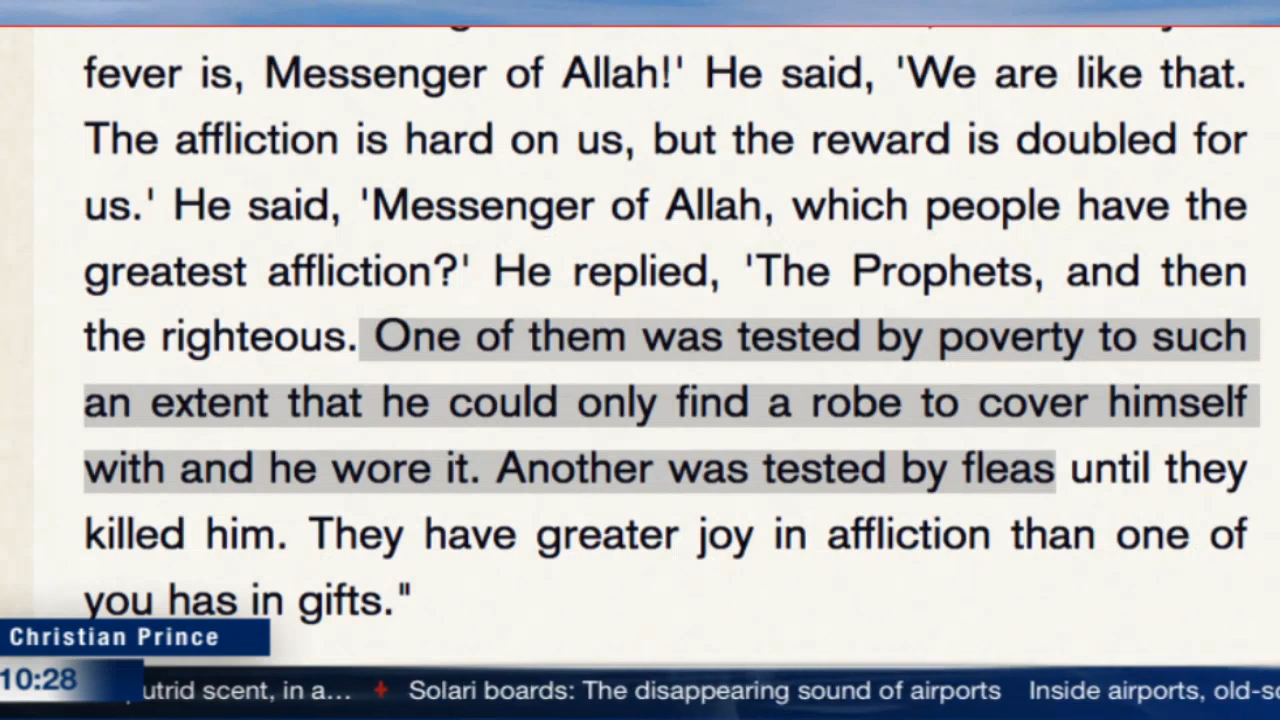 fever is, Messenger of Allah!' He said, 'We are like that.
The affliction is hard on us, but the reward is doubled for
us.' He said, 'Messenger of Allah, which people have the
greatest affliction?' He replied, 'The Prophets, and then
the righteous. One of them was tested by poverty to such
an extent that he could only find a robe to cover himself
with and he wore it. Another was tested by fleas until they
killed him. They have greater joy in affliction than one of
you has in gifts."
Christian Prince
10:28
scent, in a... Solari boards: The disappearing sound of airports Inside airports,